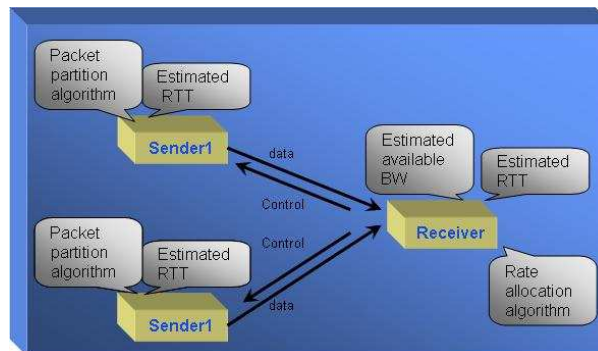 Packet
partition
algorithm
Estimated
RTT
Sender1
data
Control
Estimated
available
BW
Estimated
RTT
Receiver
Rate
allocation
algorithm
Packet
partition
algorithm
Estimated
RTT
Sender1
Control
data